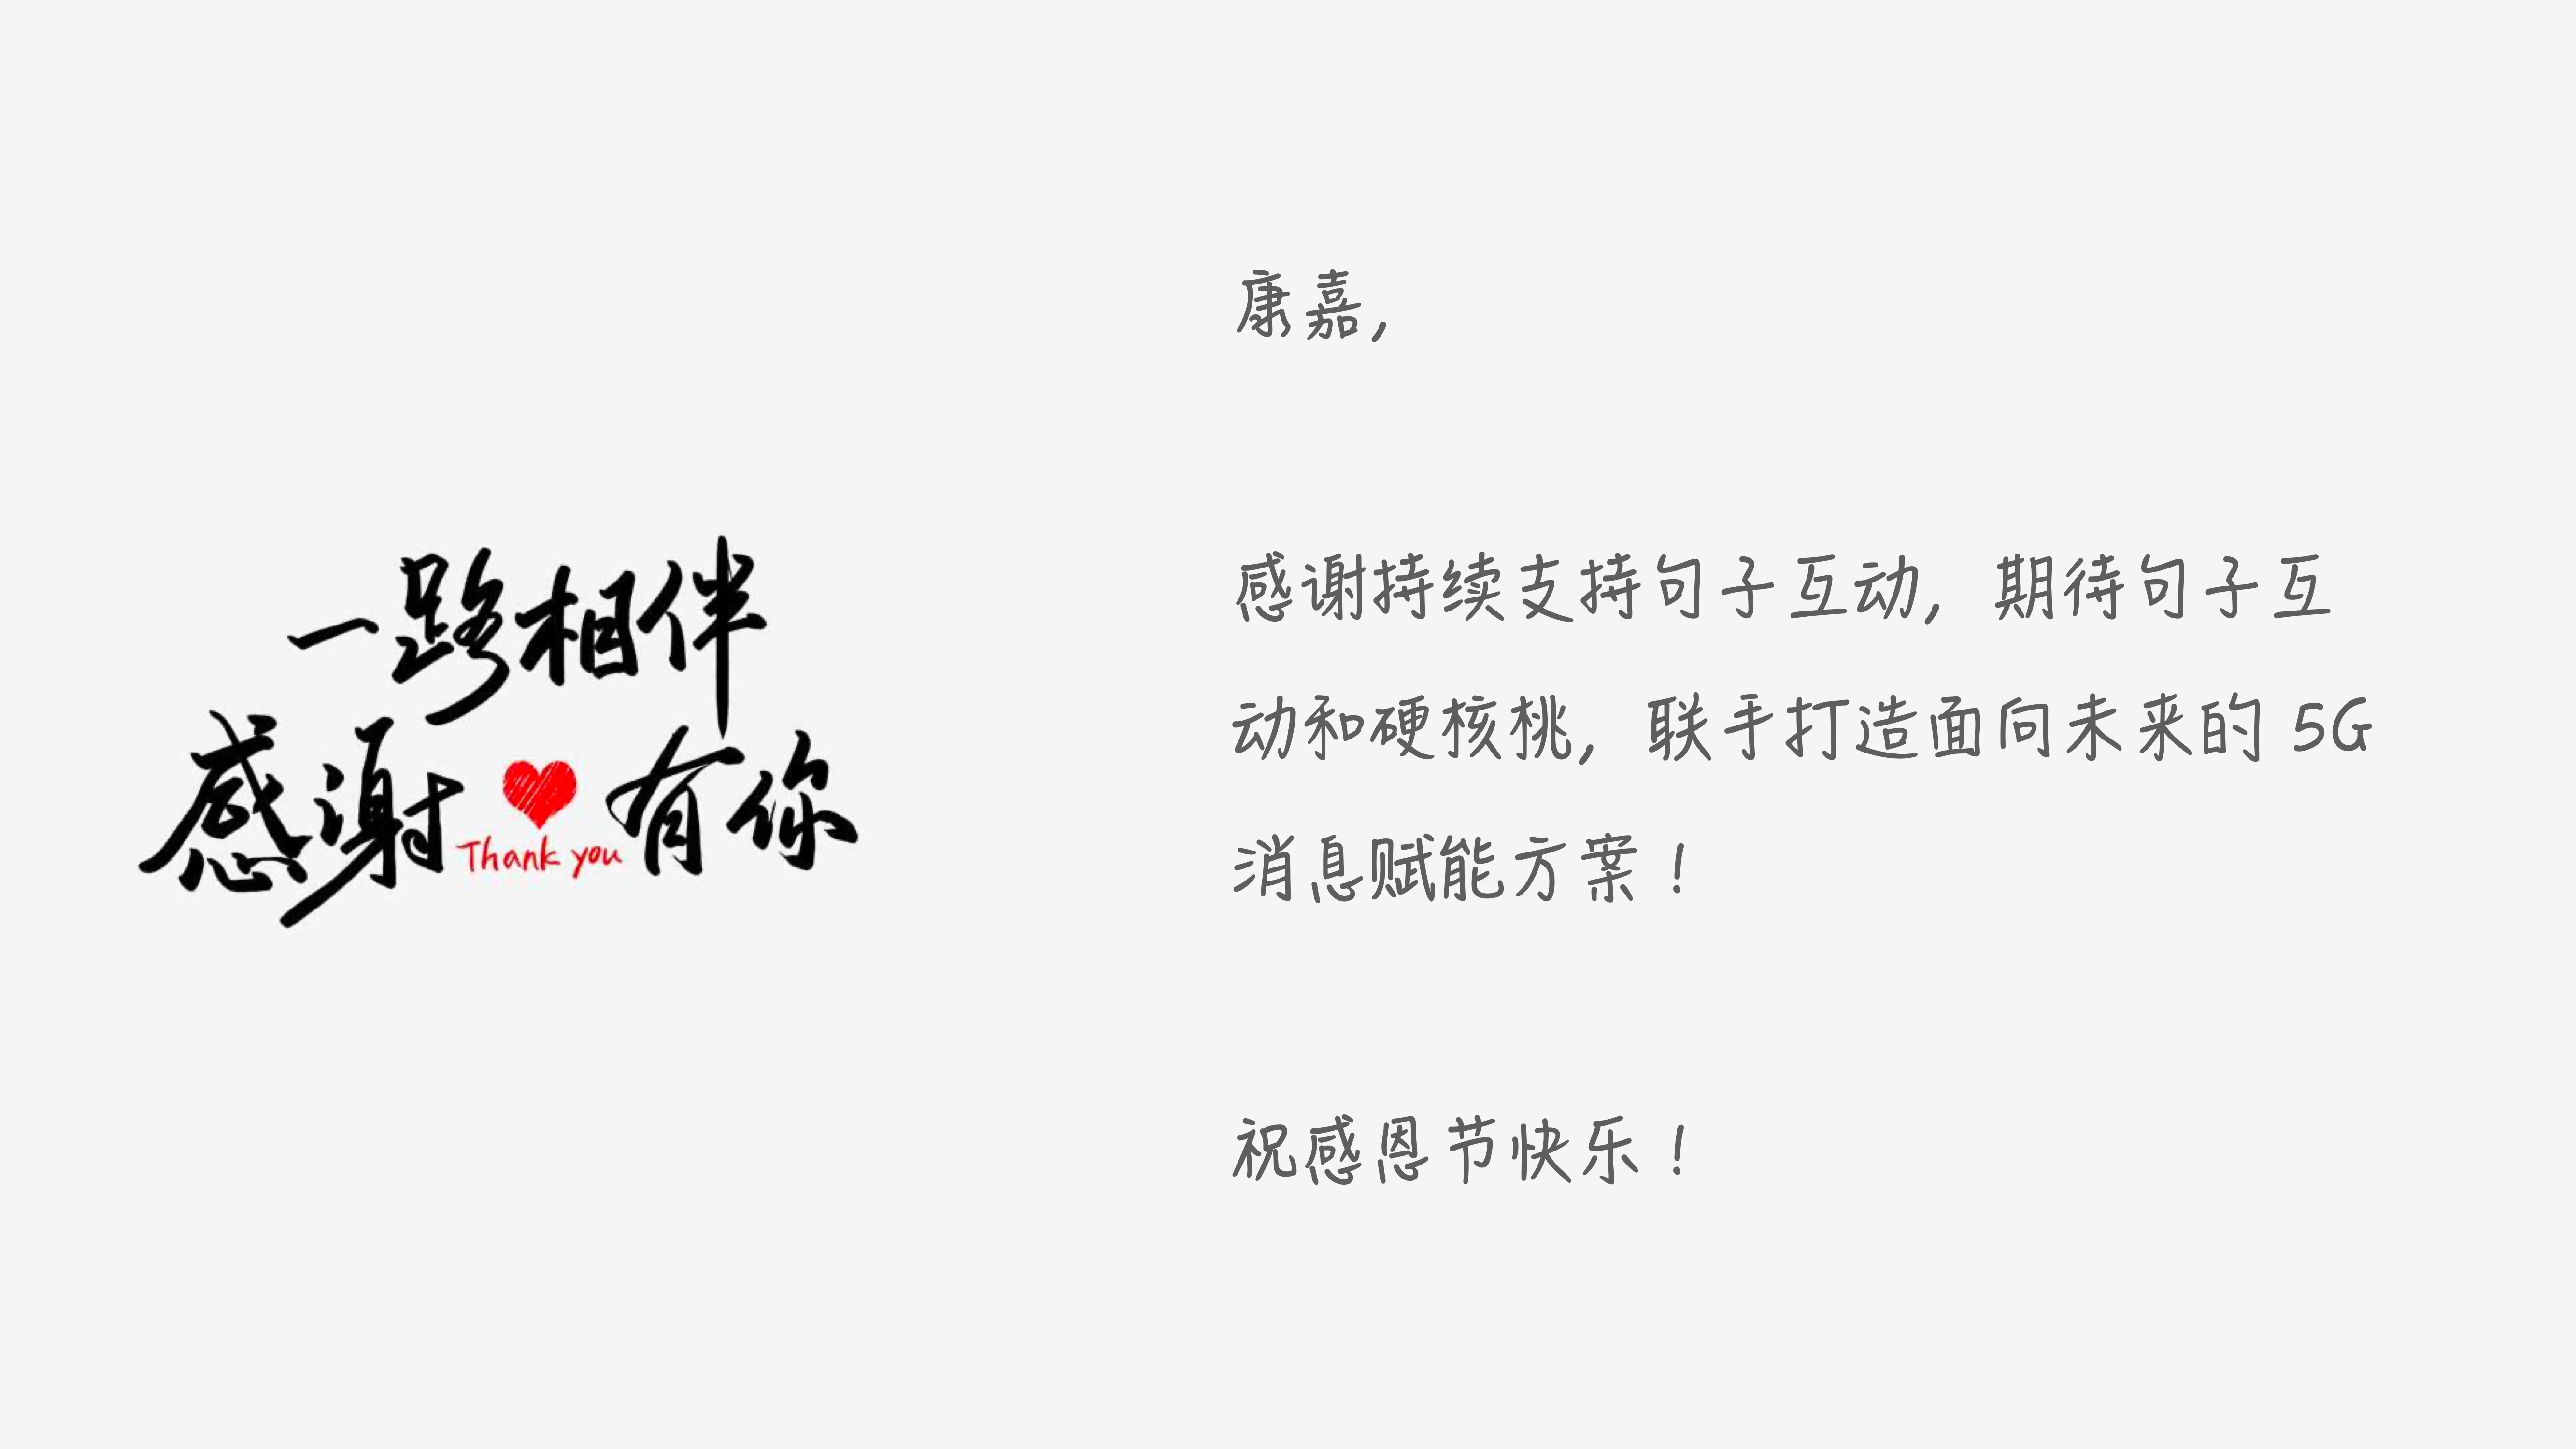 一路相伴
感谢 有你
Thank you
康嘉,
感谢持续支持句子互动，期待句子互
动和硬核桃，联手打造面向未来的 5G
消息赋能方案！
祝感恩节快乐！